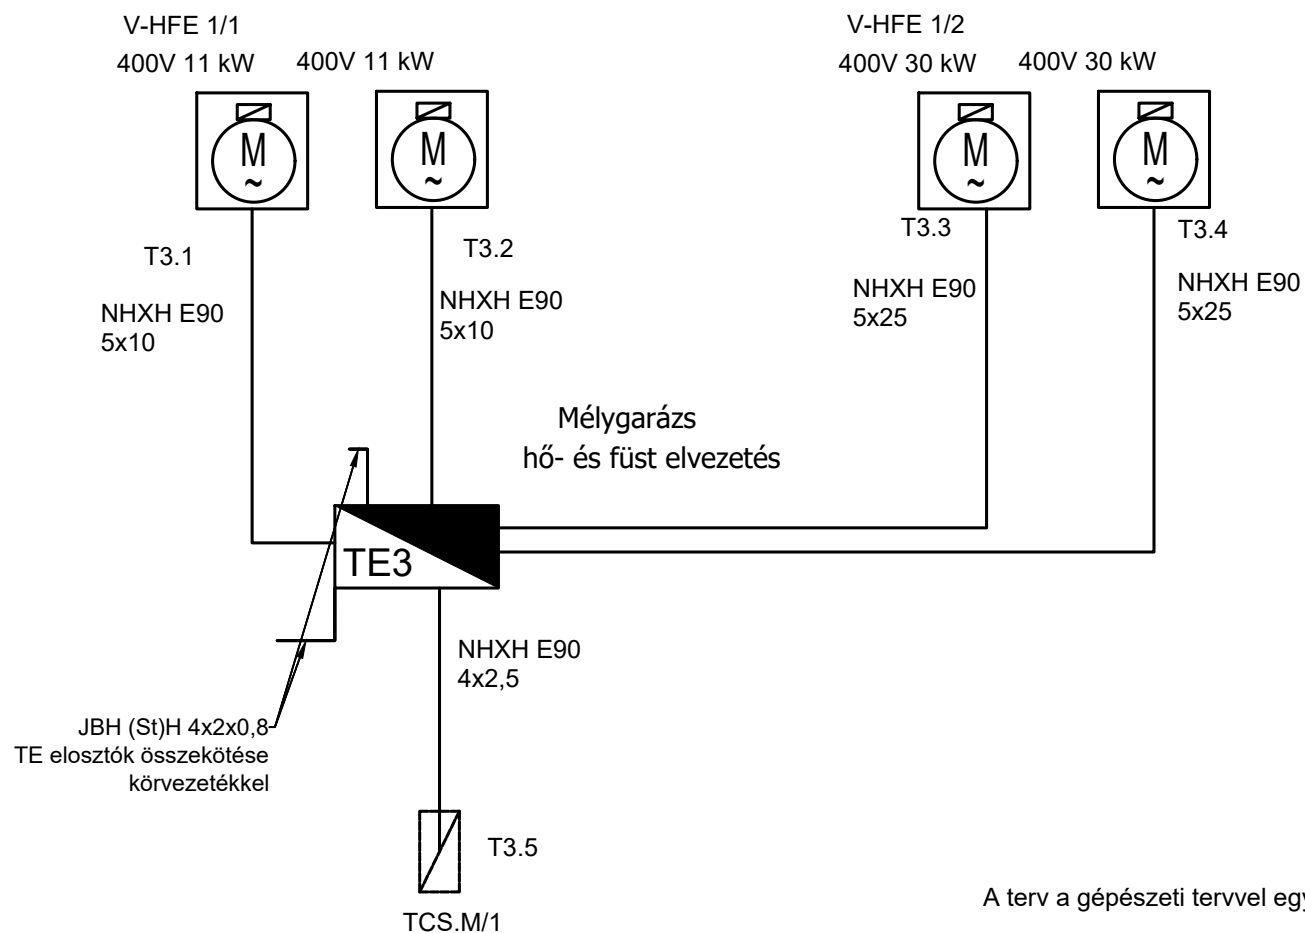 V-HFE 1/1
400V 11 kW
400V 11 kW
V-HFE 1/2
400V 30 kW
400V 30 kW
M
~
M
~
M
~
M
~
T3.1
T3.2
T3.3
T3.4
NHXH E90
5x10
NHXH E90
5x10
NHXH E90
5x25
NHXH E90
5x25
Mélygarázs
hő- és füst elvezetés
TE3
NHXH E90
4x2,5
JBH (St)H 4x2x0,8
TE elosztók összekötése
körvezetékkel
T3.5
TCS.M/1
A terv a gépészeti tervvel